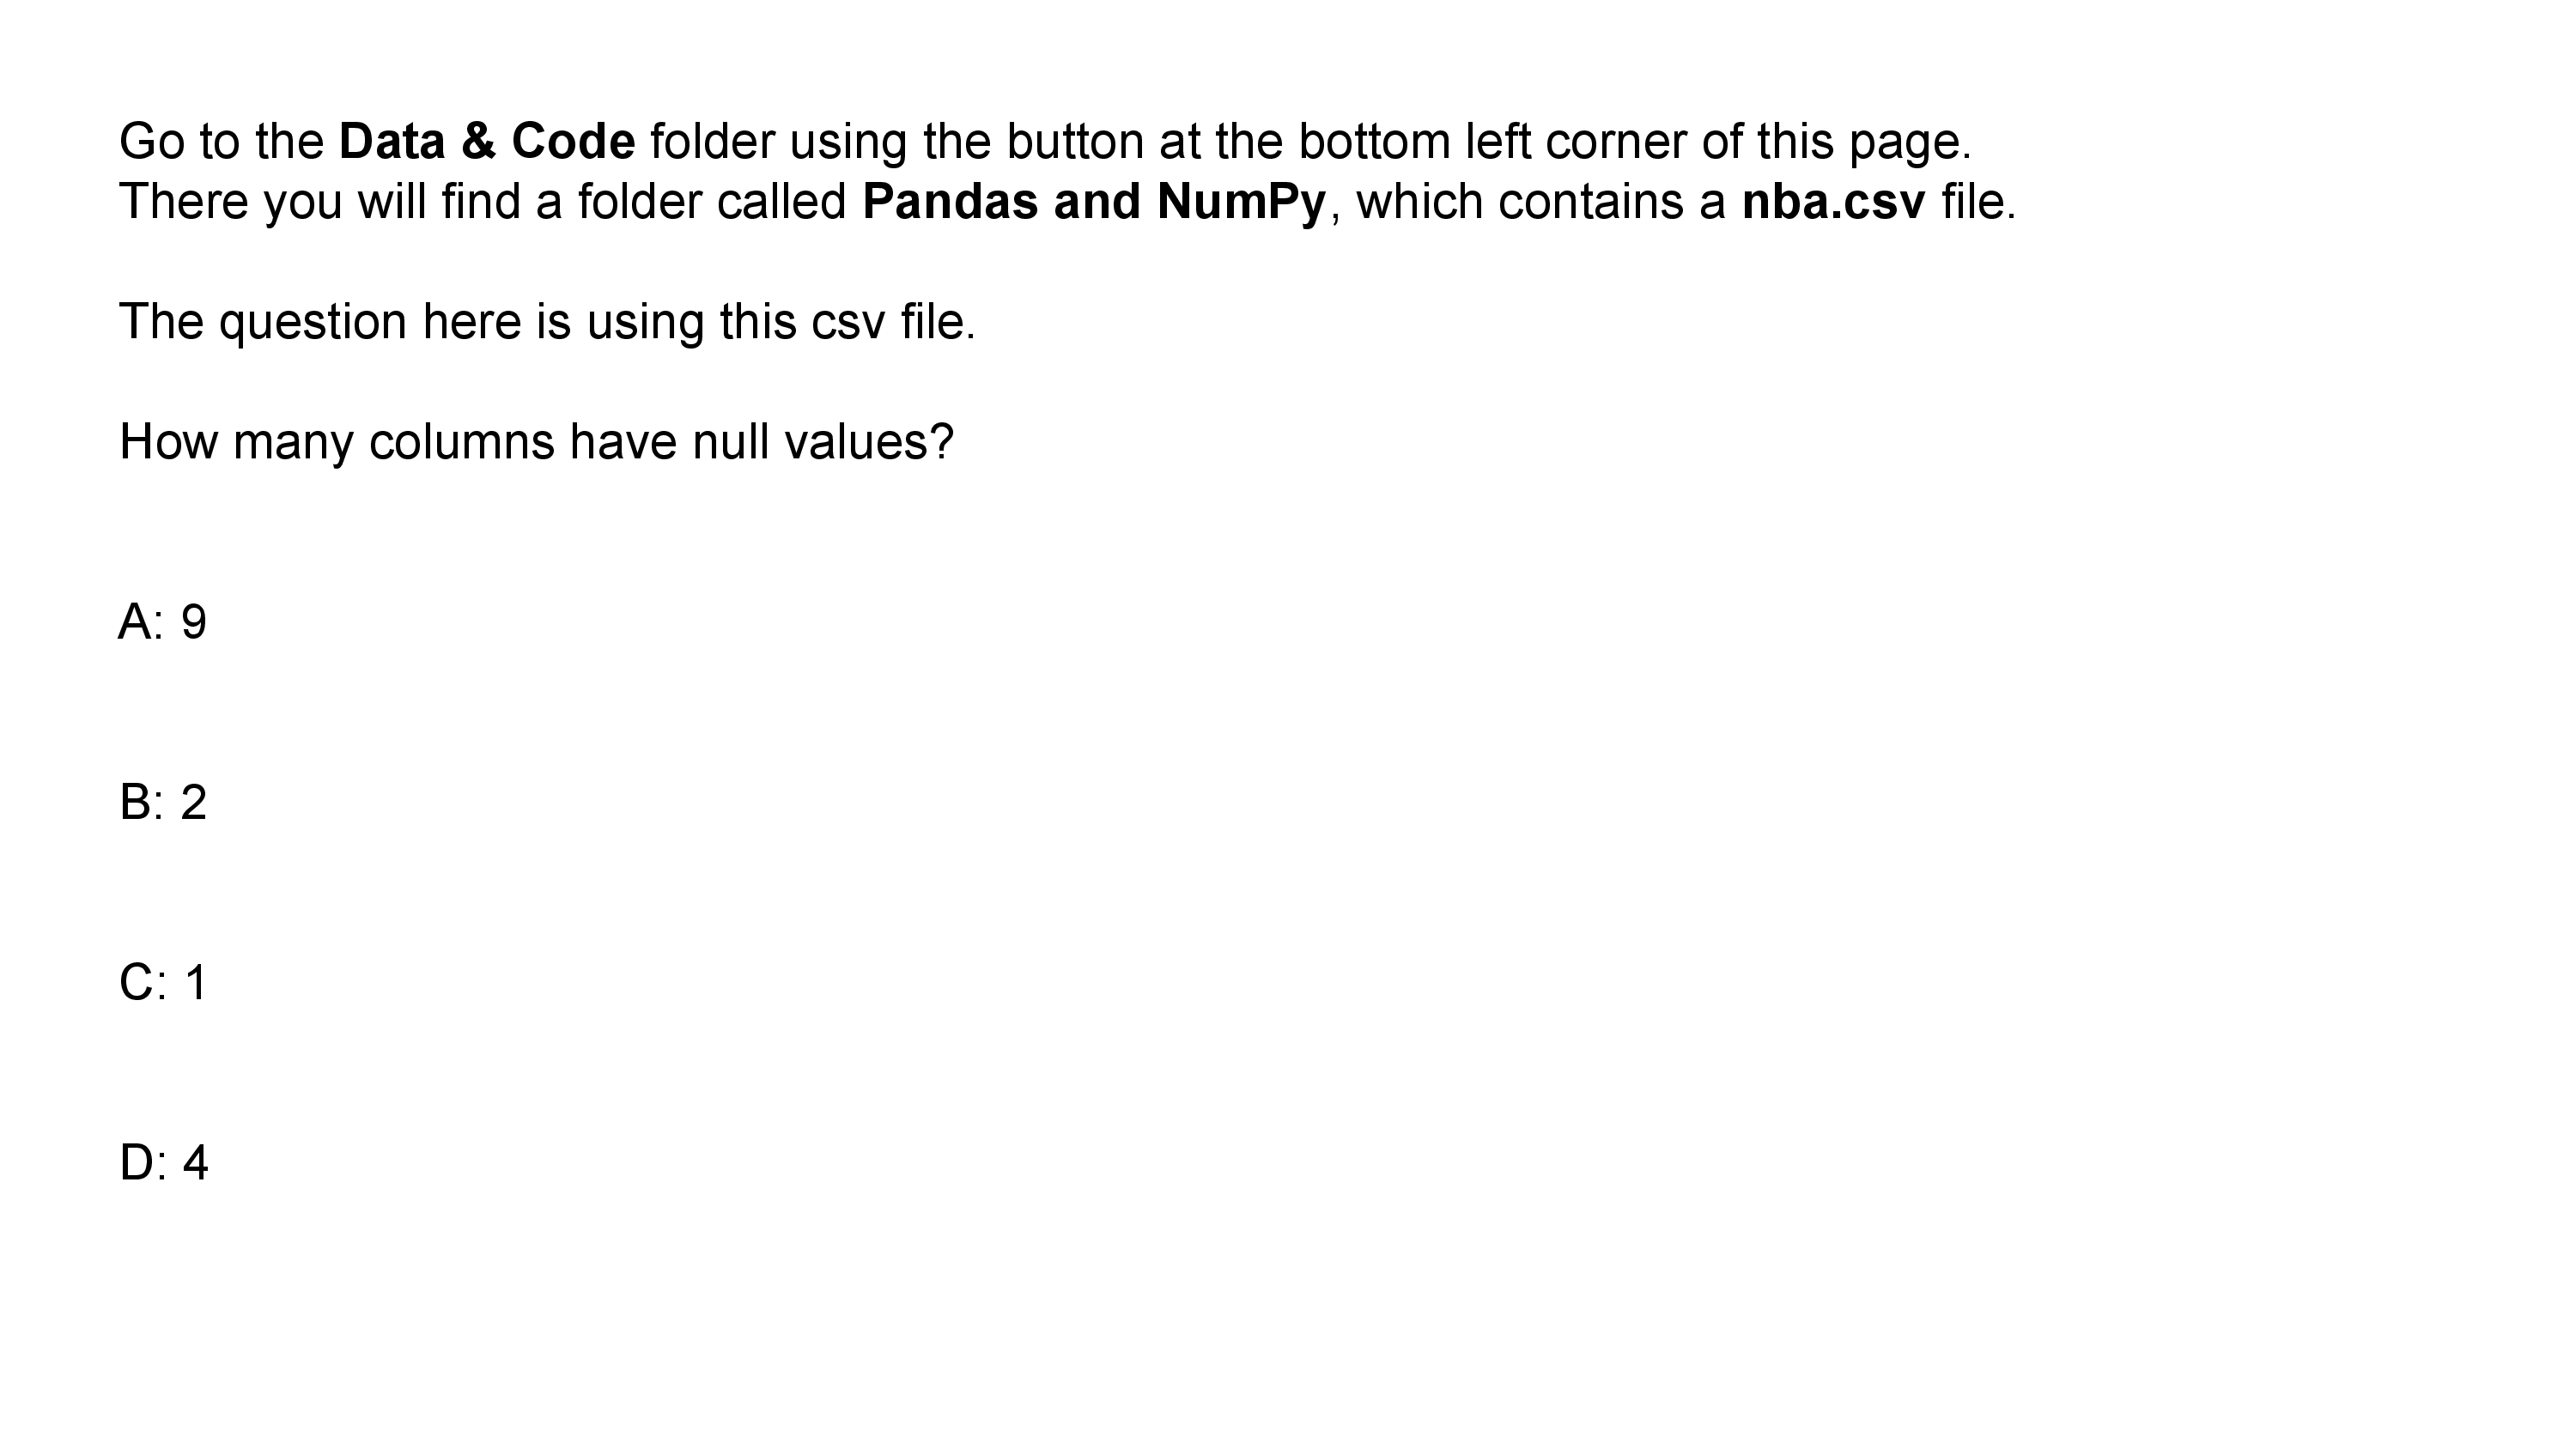 Go to the Data & Code folder using the button at the bottom left corner of this page.
There you will find a folder called Pandas and NumPy, which contains a nba.csv file.
The question here is using this csv file.
How many columns have null values?
A: 9
B: 2
C: 1
D: 4